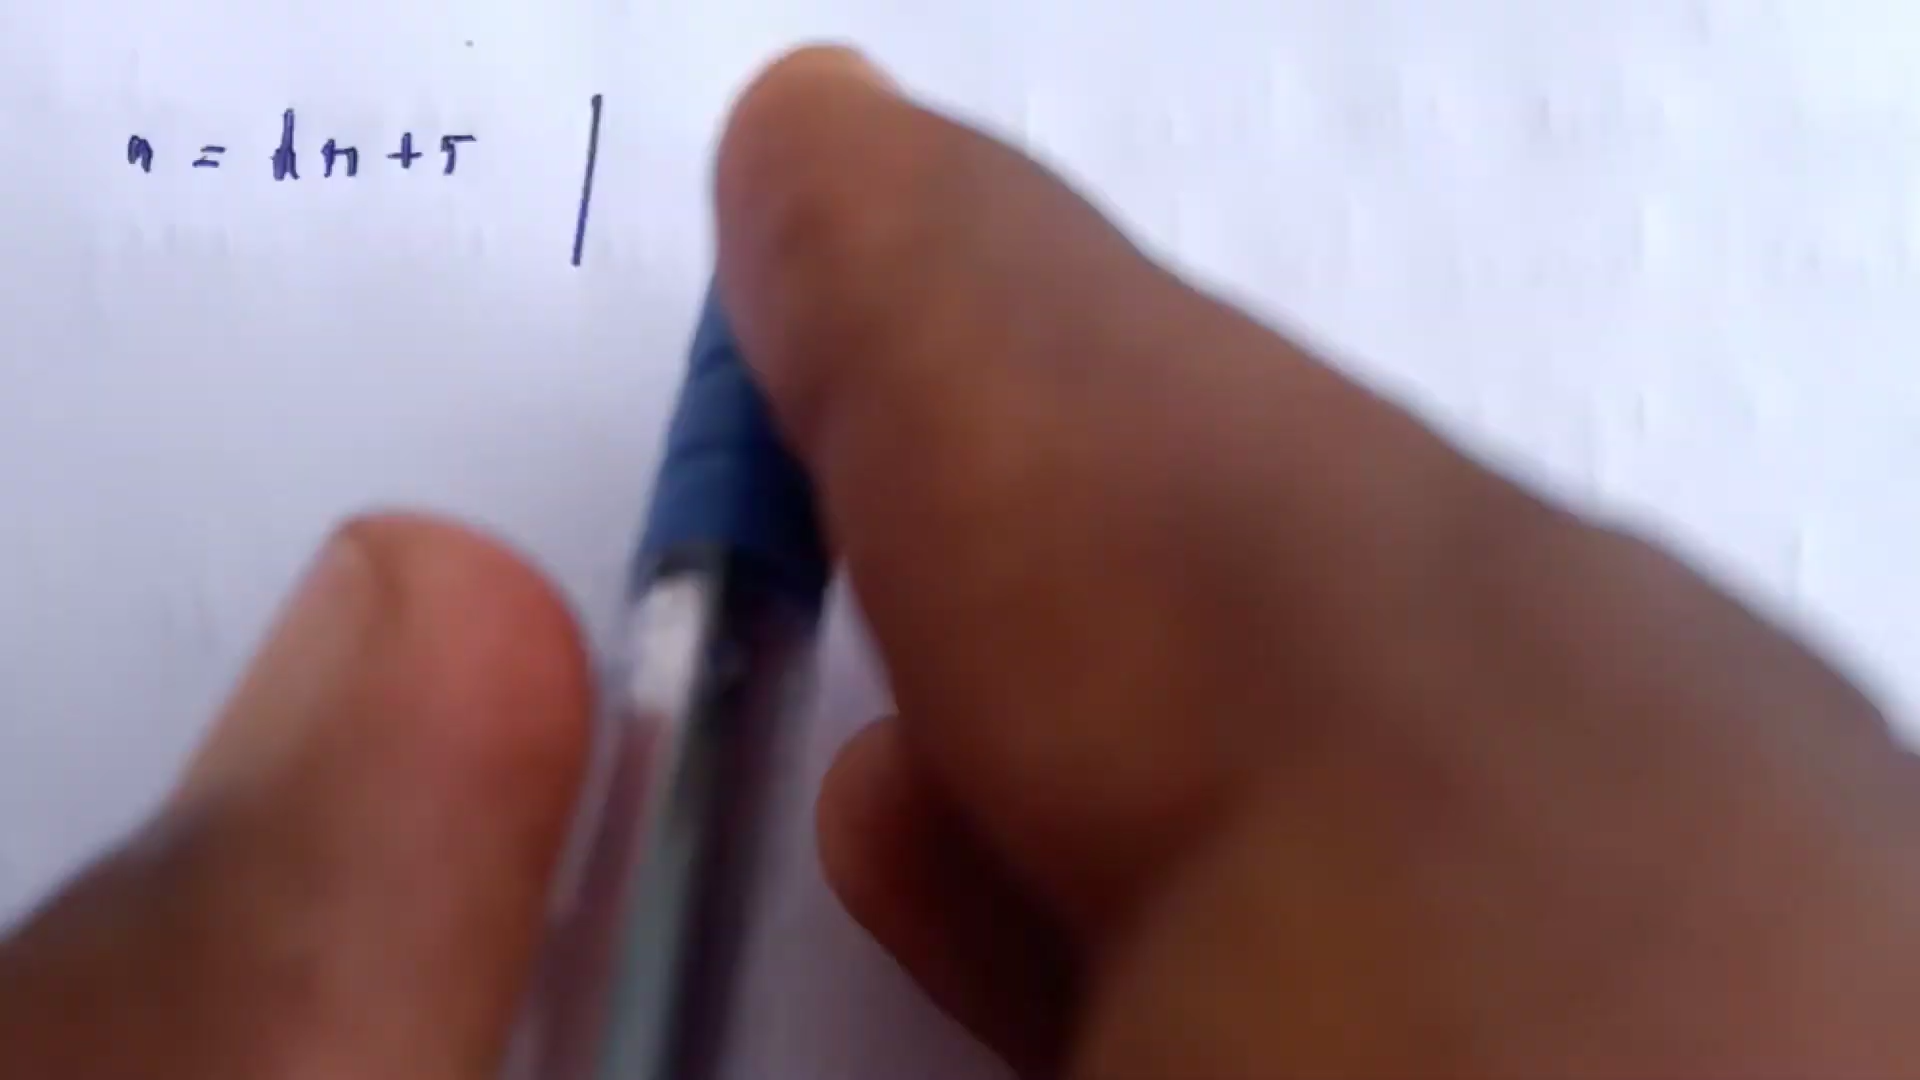 n = dn + 5 |